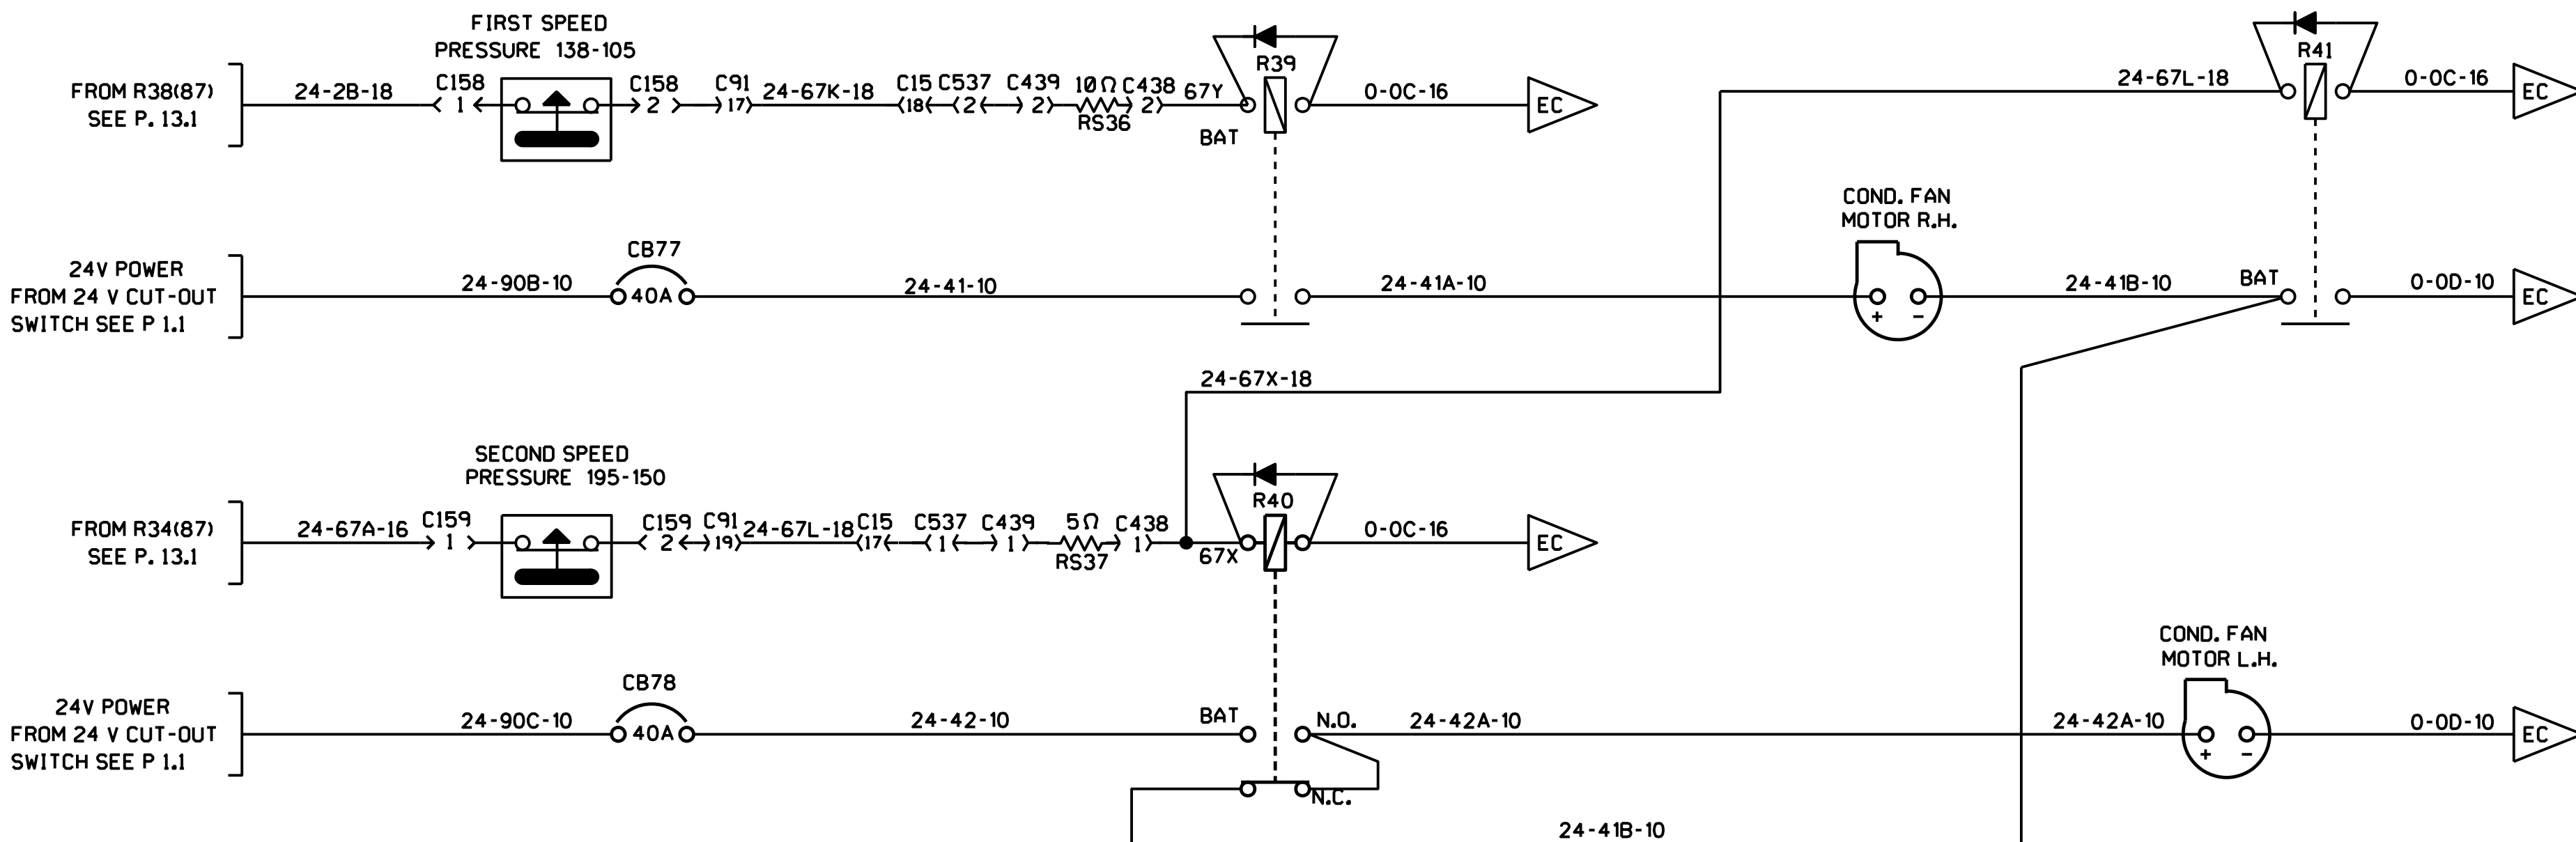 FIRST SPEED
PRESSURE 138-105
FROM R38(87)
SEE P. 13.1
24-2B-18
C158
1
C158
2
C91
17
24-67K-18
C15
18
C537
2
C439
2
10Ω
RS36
C438
2
67Y
BAT
R39
0-0C-16
EC
24-67L-18
R41
0-0C-16
EC
24V POWER
FROM 24 V CUT-OUT
SWITCH SEE P 1.1
24-90B-10
CB77
40A
24-41-10
24-41A-10
COND. FAN
MOTOR R.H.
+ -
24-41B-10
BAT
0-0D-10
EC
24-67X-18
SECOND SPEED
PRESSURE 195-150
FROM R34(87)
SEE P. 13.1
24-67A-16
C159
1
C159
2
C91
19
24-67L-18
C15
17
C537
1
C439
1
5Ω
RS37
C438
1
67X
R40
0-0C-16
EC
24V POWER
FROM 24 V CUT-OUT
SWITCH SEE P 1.1
24-90C-10
CB78
40A
24-42-10
BAT
N.O.
N.C.
24-42A-10
24-42A-10
COND. FAN
MOTOR L.H.
+ -
0-0D-10
EC
24-41B-10